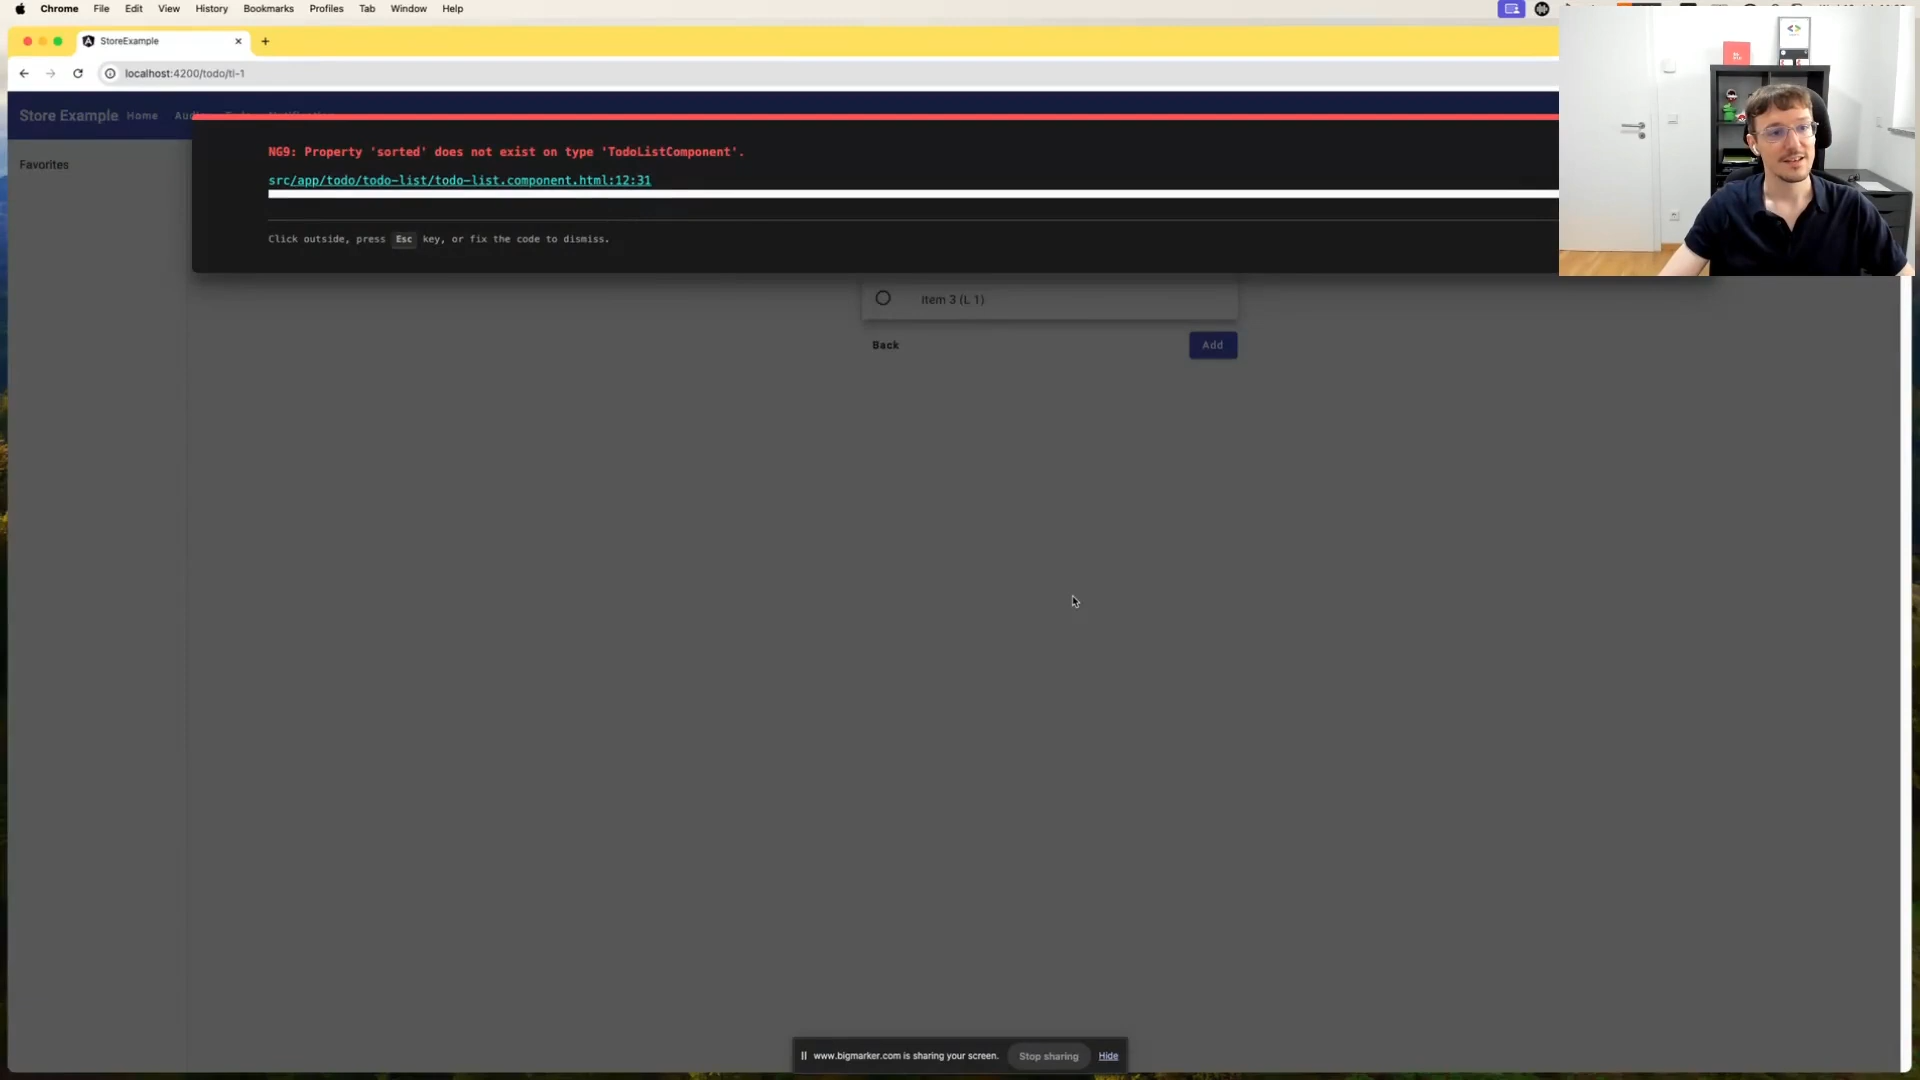 Chrome File Edit View History Bookmarks Profiles Tab Window Help
StoreExample
localhost:4200/todo/tl-1
Store Example Home
Favorites
NG9: Property 'sorted' does not exist on type 'TodoListComponent'.
src/app/todo/todo-list/todo-list.component.html:12:31
Click outside, press Esc key, or fix the code to dismiss.
Item 3 (L 1)
Back Add
www.bigmarker.com is sharing your screen. Stop sharing Hide